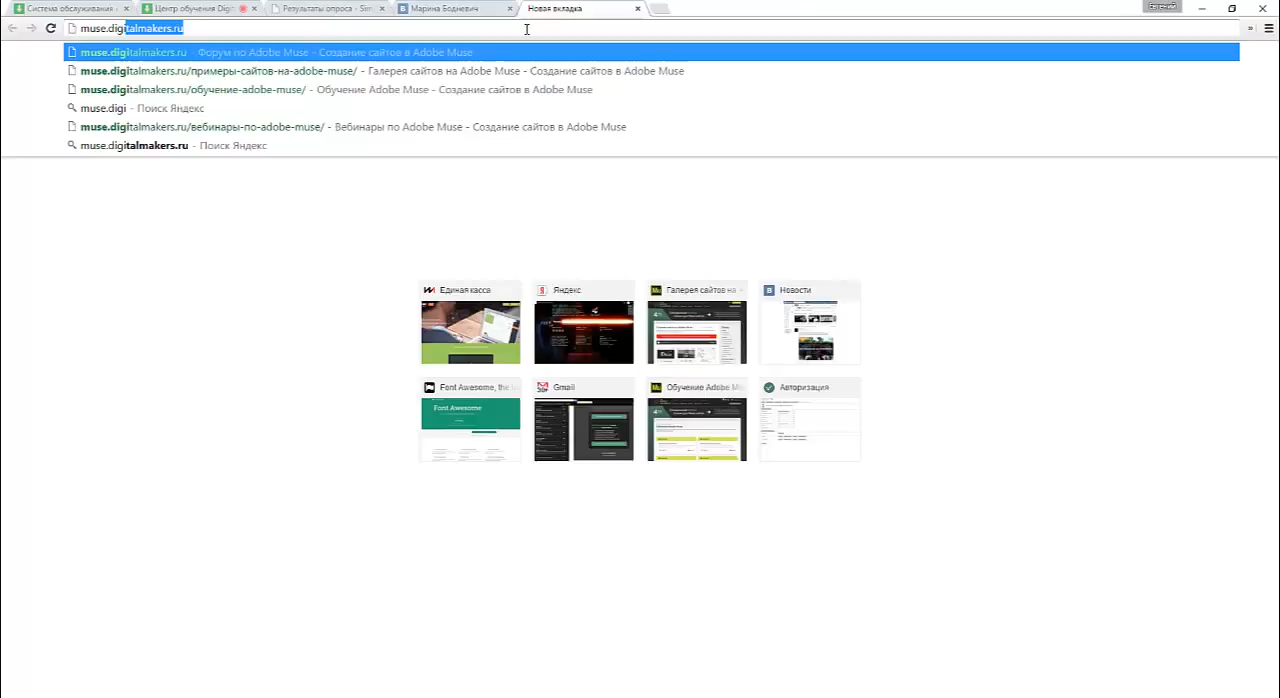 Система обслуживания
Центр обучения Digit
Результаты опроса - Sim
Марина Бодневич
Новая вкладка
Евгений
muse.digitalmakers.ru
muse.digitalmakers.ru - Форум по Adobe Muse - Создание сайтов в Adobe Muse
muse.digitalmakers.ru/примеры-сайтов-на-adobe-muse/ - Галерея сайтов на Adobe Muse - Создание сайтов в Adobe Muse
muse.digitalmakers.ru/обучение-adobe-muse/ - Обучение Adobe Muse - Создание сайтов в Adobe Muse
muse.digi - Поиск Яндекс
muse.digitalmakers.ru/вебинары-по-adobe-muse/ - Вебинары по Adobe Muse - Создание сайтов в Adobe Muse
muse.digitalmakers.ru - Поиск Яндекс
Единая касса
Яндекс
Галерея сайтов на
Новости
Font Awesome, the
Font Awesome
Gmail
Обучение Adobe M
Авторизация